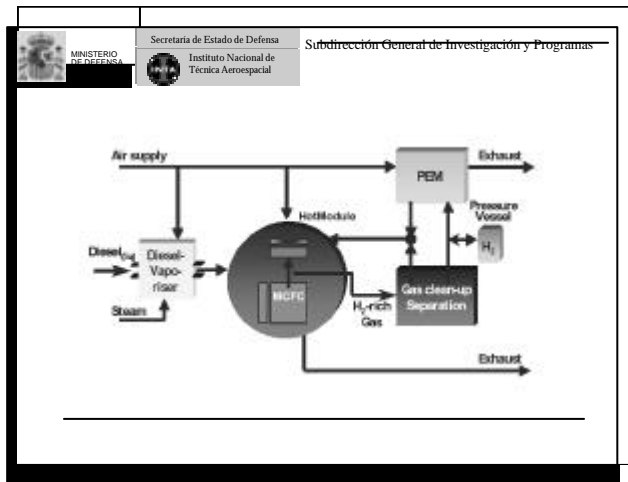 Secretaría de Estado de Defensa
Subdirección General de Investigación y Programas
MINISTERIO
DE DEFENSA
Instituto Nacional de
Técnica Aeroespacial
INTA
Air supply
Exhaust
PEM
Pressure
Vessel
HotModule
H₂
Diesel
Diesel-
Vapo-
riser
MCFC
Gas clean-up
Separation
H₂-rich
Gas
Steam
Exhaust